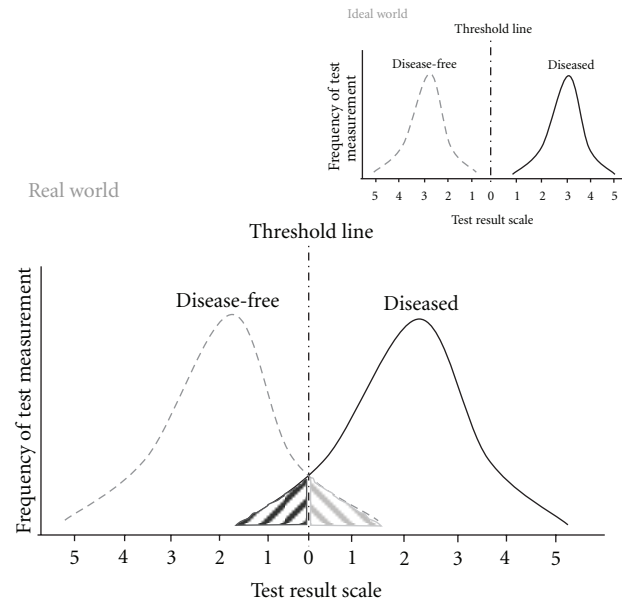 Ideal world
Threshold line
Disease-free
Diseased
Frequency of test
measurement
5 4 3 2 1 0 1 2 3 4 5
Test result scale
Real world
Threshold line
Disease-free
Diseased
Frequency of test measurement
5 4 3 2 1 0 1 2 3 4 5
Test result scale